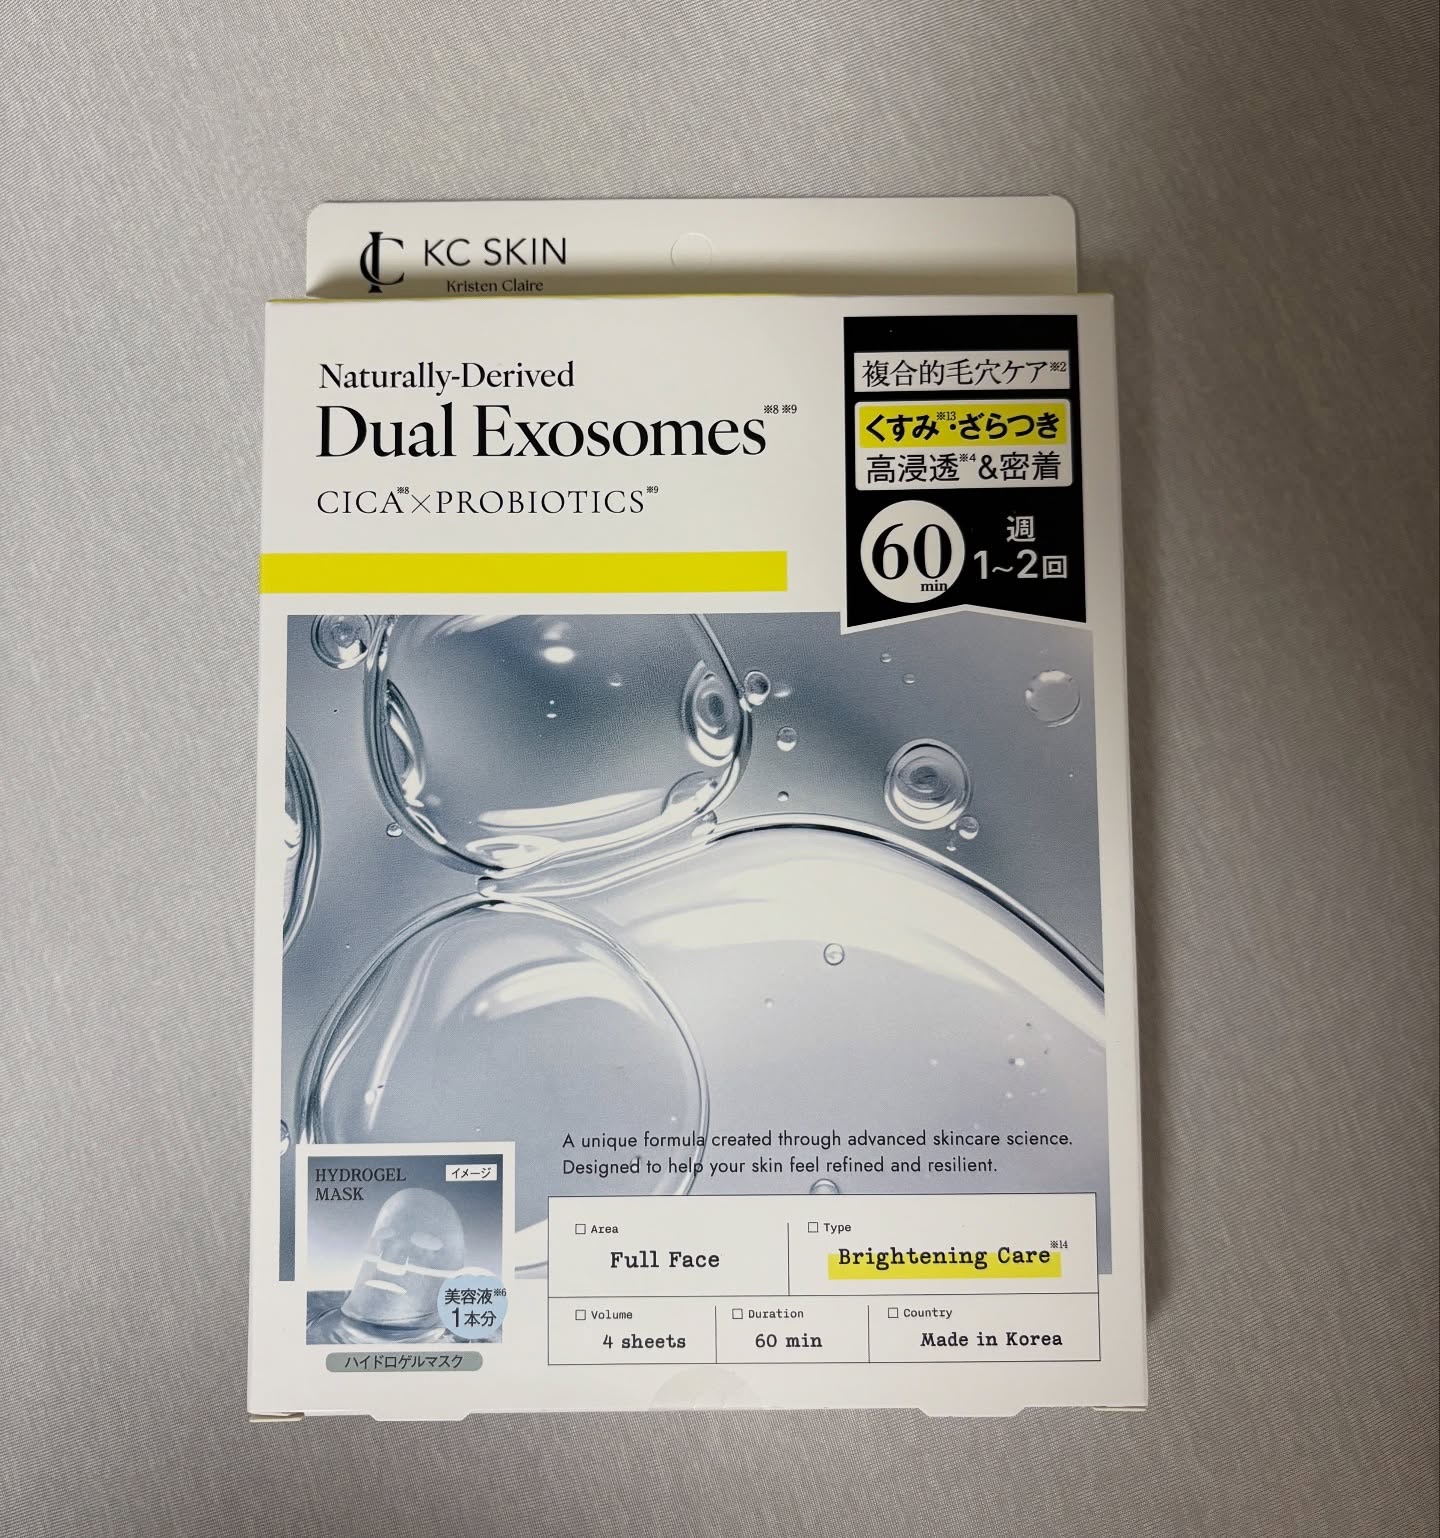 KC SKIN
Kristen Claire
Naturally-Derived
Dual Exosomes※8 ※9
CICA※8×PROBIOTICS※9
複合的毛穴ケア※2
くすみ※13・ざらつき
高浸透※4&密着
60min
週
1〜2回
A unique formula created through advanced skincare science.
Designed to help your skin feel refined and resilient.
HYDROGEL
MASK
イメージ
美容液※6
1本分
ハイドロゲルマスク
□ Area
Full Face
□ Type
Brightening Care※14
□ Volume
4 sheets
□ Duration
60 min
□ Country
Made in Korea